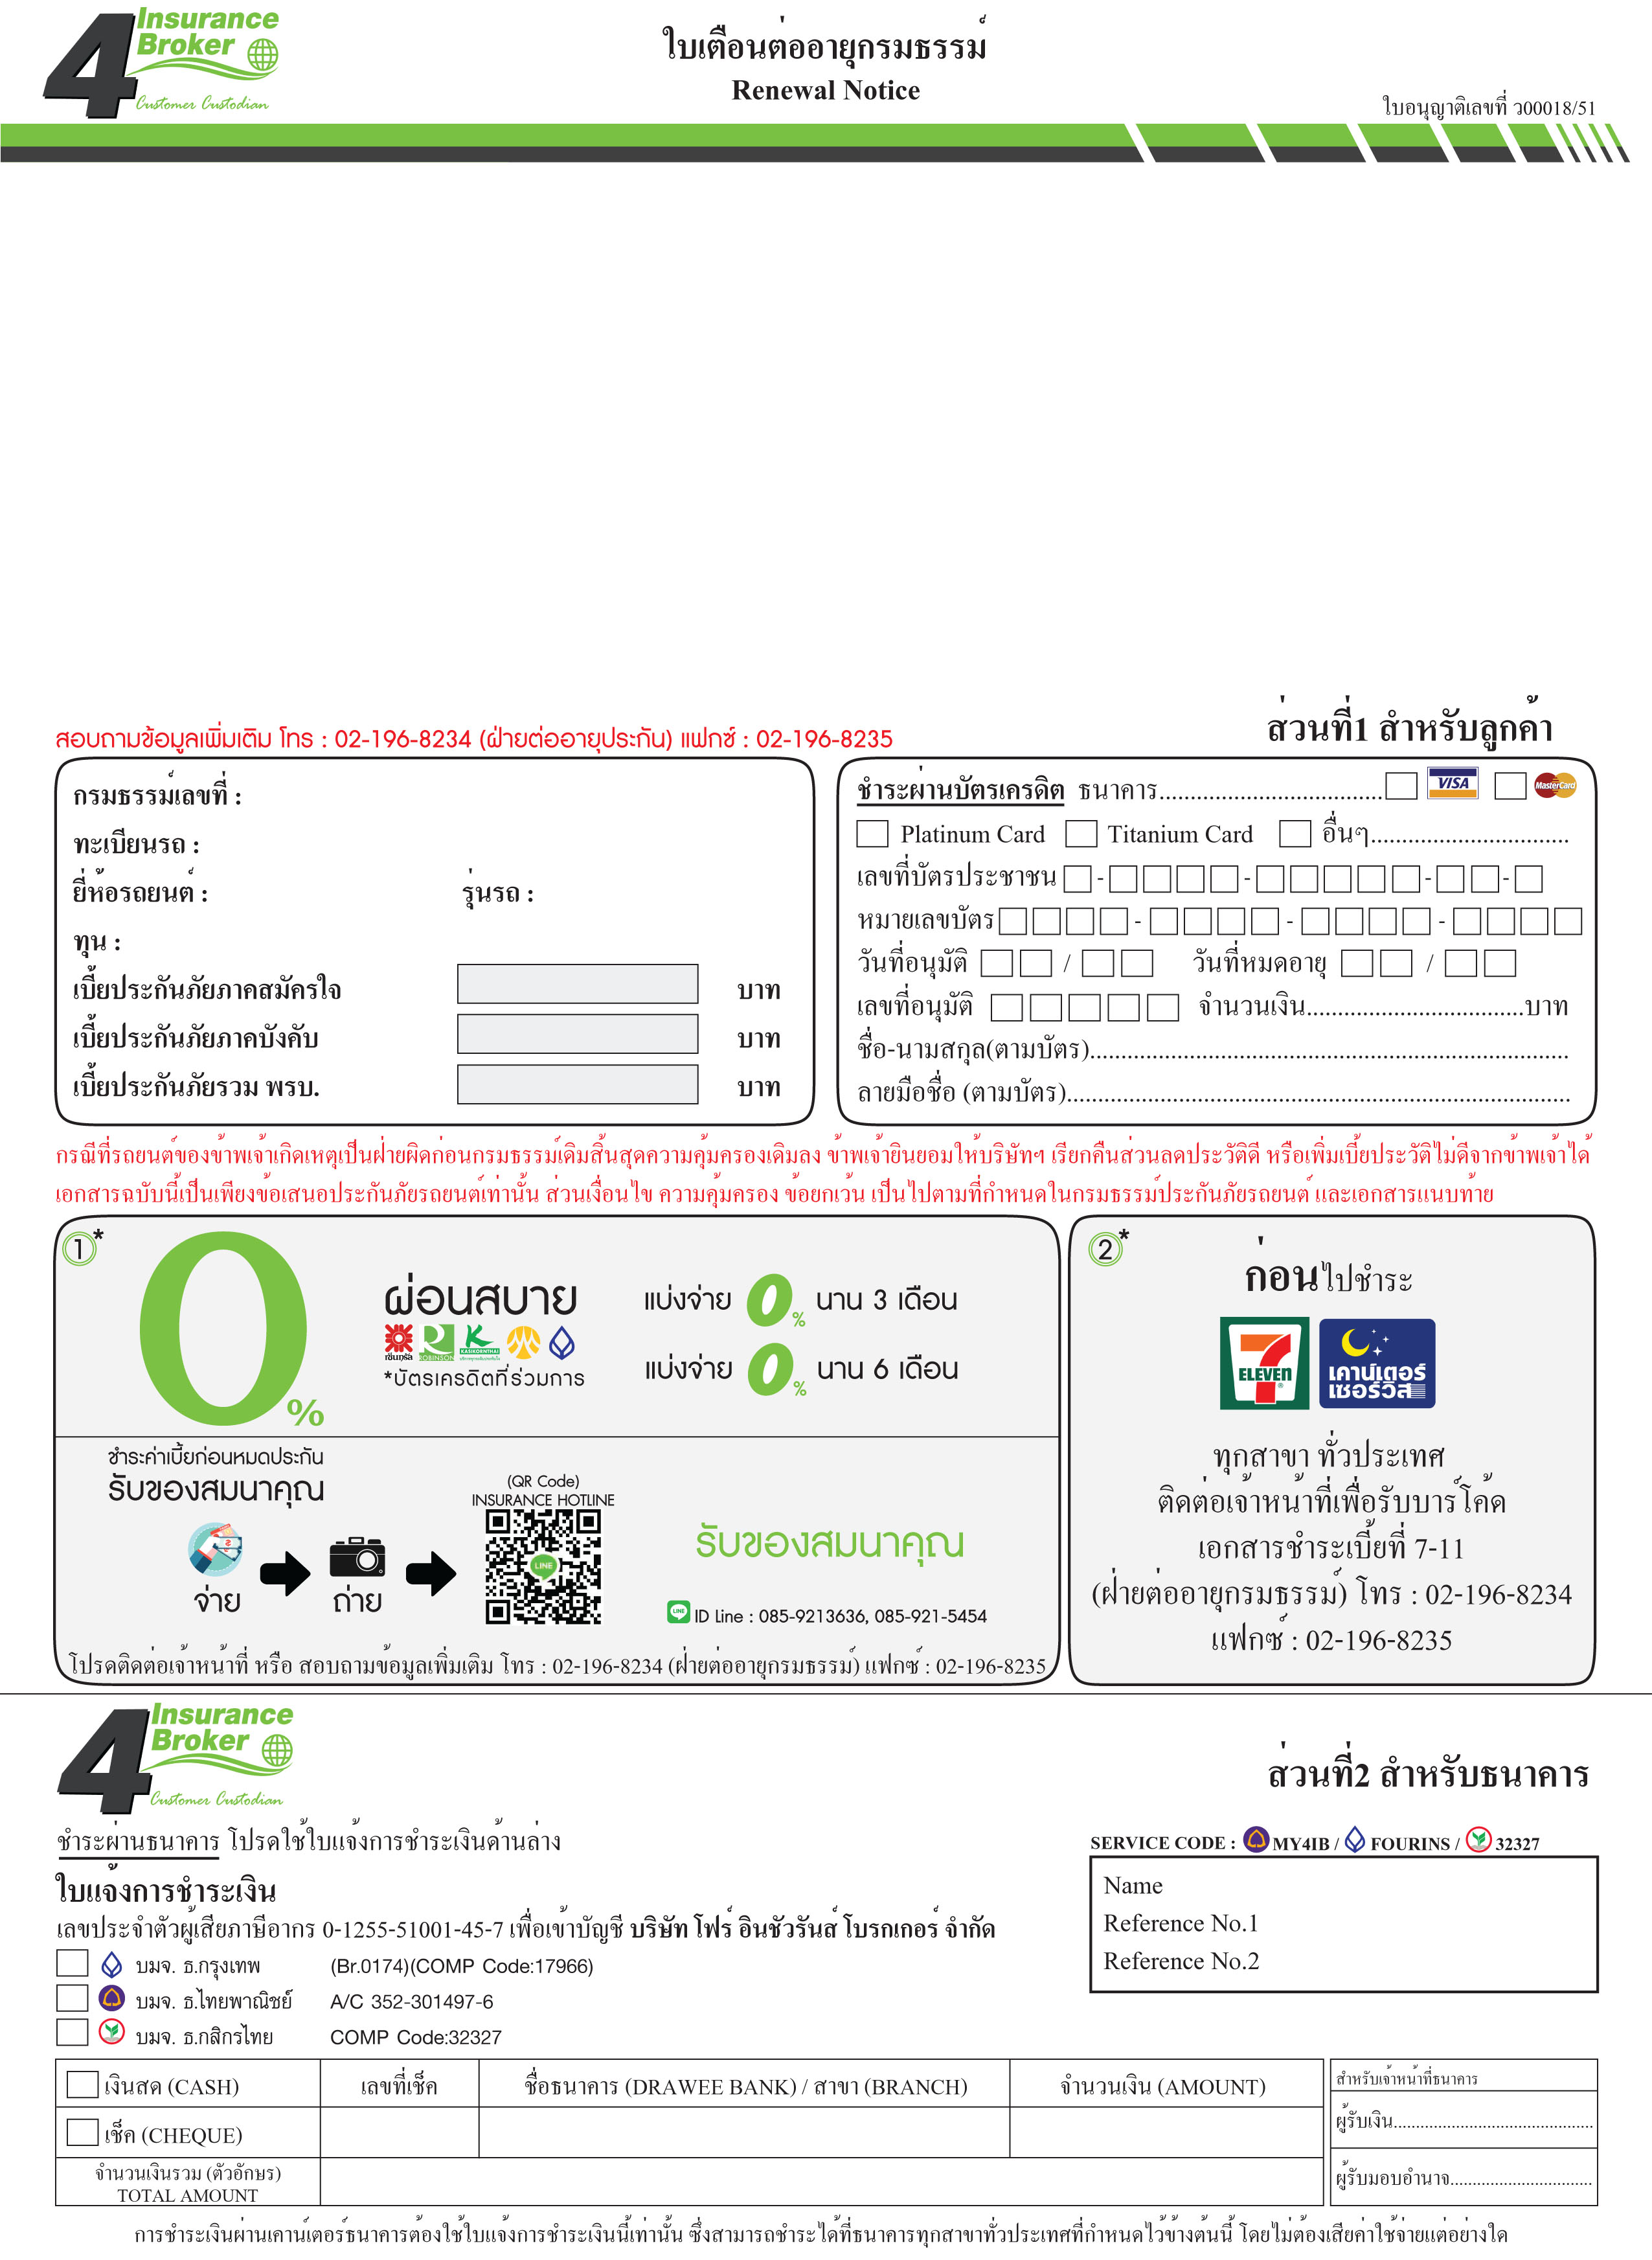 4 Insurance
Broker
Customer Custodian
ใบเตือนต่ออายุกรมธรรม์
Renewal Notice
ใบอนุญาติเลขที่ ว00018/51
สอบถามข้อมูลเพิ่มเติม โทร : 02-196-8234 (ฝ่ายต่ออายุประกัน) แฟกซ์ : 02-196-8235
ส่วนที่1 สำหรับลูกค้า
กรมธรรม์เลขที่ :
ทะเบียนรถ :
ยี่ห้อรถยนต์ : รุ่นรถ :
ทุน :
เบี้ยประกันภัยภาคสมัครใจ บาท
เบี้ยประกันภัยภาคบังคับ บาท
เบี้ยประกันภัยรวม พรบ. บาท
ชำระผ่านบัตรเครดิต ธนาคาร.................................... VISA MasterCard
Platinum Card Titanium Card อื่นๆ................................
เลขที่บัตรประชาชน - - - -
หมายเลขบัตร - - -
วันที่อนุมัติ / วันที่หมดอายุ /
เลขที่อนุมัติ จำนวนเงิน...................................บาท
ชื่อ-นามสกุล(ตามบัตร).............................................................................
ลายมือชื่อ (ตามบัตร).................................................................................
กรณีที่รถยนต์ของข้าพเจ้าเกิดเหตุเป็นฝ่ายผิดก่อนกรมธรรม์เดิมสิ้นสุดความคุ้มครองเดิมลง ข้าพเจ้ายินยอมให้บริษัทฯ เรียกคืนส่วนลดประวัติดี หรือเพิ่มเบี้ยประวัติไม่ดีจากข้าพเจ้าได้
เอกสารฉบับนี้เป็นเพียงข้อเสนอประกันภัยรถยนต์เท่านั้น ส่วนเงื่อนไข ความคุ้มครอง ข้อยกเว้น เป็นไปตามที่กำหนดในกรมธรรม์ประกันภัยรถยนต์ และเอกสารแนบท้าย
1*
0%
ผ่อนสบาย
เซ็นทรัล ROBINSON KASIKORNTHAI
*บัตรเครดิตที่ร่วมการ
แบ่งจ่าย 0% นาน 3 เดือน
แบ่งจ่าย 0% นาน 6 เดือน
ชำระค่าเบี้ยก่อนหมดประกัน
รับของสมนาคุณ
จ่าย
ถ่าย
(QR Code)
INSURANCE HOTLINE
LINE
รับของสมนาคุณ
LINE ID Line : 085-9213636, 085-921-5454
โปรดติดต่อเจ้าหน้าที่ หรือ สอบถามข้อมูลเพิ่มเติม โทร : 02-196-8234 (ฝ่ายต่ออายุกรมธรรม์) แฟกซ์ : 02-196-8235
2*
ก่อนไปชำระ
7 ELEVEN
เคาน์เตอร์
เซอร์วิส
ทุกสาขา ทั่วประเทศ
ติดต่อเจ้าหน้าที่เพื่อรับบาร์โค้ด
เอกสารชำระเบี้ยที่ 7-11
(ฝ่ายต่ออายุกรมธรรม์) โทร : 02-196-8234
แฟกซ์ : 02-196-8235
4 Insurance
Broker
Customer Custodian
ส่วนที่2 สำหรับธนาคาร
ชำระผ่านธนาคาร โปรดใช้ใบแจ้งการชำระเงินด้านล่าง
SERVICE CODE : MY4IB / FOURINS / 32327
ใบแจ้งการชำระเงิน
เลขประจำตัวผู้เสียภาษีอากร 0-1255-51001-45-7 เพื่อเข้าบัญชี บริษัท โฟร์ อินชัวรันส์ โบรกเกอร์ จำกัด
Name
Reference No.1
Reference No.2
บมจ. ธ.กรุงเทพ (Br.0174)(COMP Code:17966)
บมจ. ธ.ไทยพาณิชย์ A/C 352-301497-6
บมจ. ธ.กสิกรไทย COMP Code:32327
เงินสด (CASH) เลขที่เช็ค ชื่อธนาคาร (DRAWEE BANK) / สาขา (BRANCH) จำนวนเงิน (AMOUNT)
เช็ค (CHEQUE)
จำนวนเงินรวม (ตัวอักษร)
TOTAL AMOUNT
สำหรับเจ้าหน้าที่ธนาคาร
ผู้รับเงิน.............................................
ผู้รับมอบอำนาจ................................
การชำระเงินผ่านเคาน์เตอร์ธนาคารต้องใช้ใบแจ้งการชำระเงินนี้เท่านั้น ซึ่งสามารถชำระได้ที่ธนาคารทุกสาขาทั่วประเทศที่กำหนดไว้ข้างต้นนี้ โดยไม่ต้องเสียค่าใช้จ่ายแต่อย่างใด